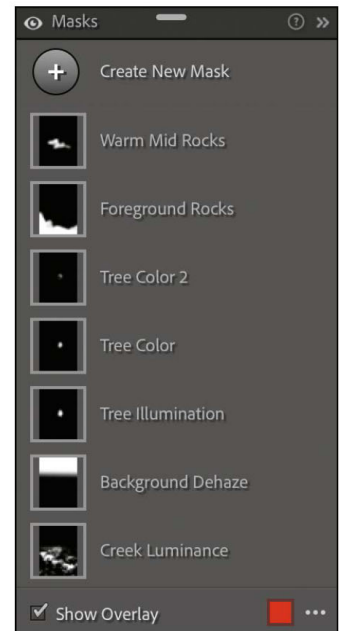 Masks
Create New Mask
Warm Mid Rocks
Foreground Rocks
Tree Color 2
Tree Color
Tree Illumination
Background Dehaze
Creek Luminance
Show Overlay